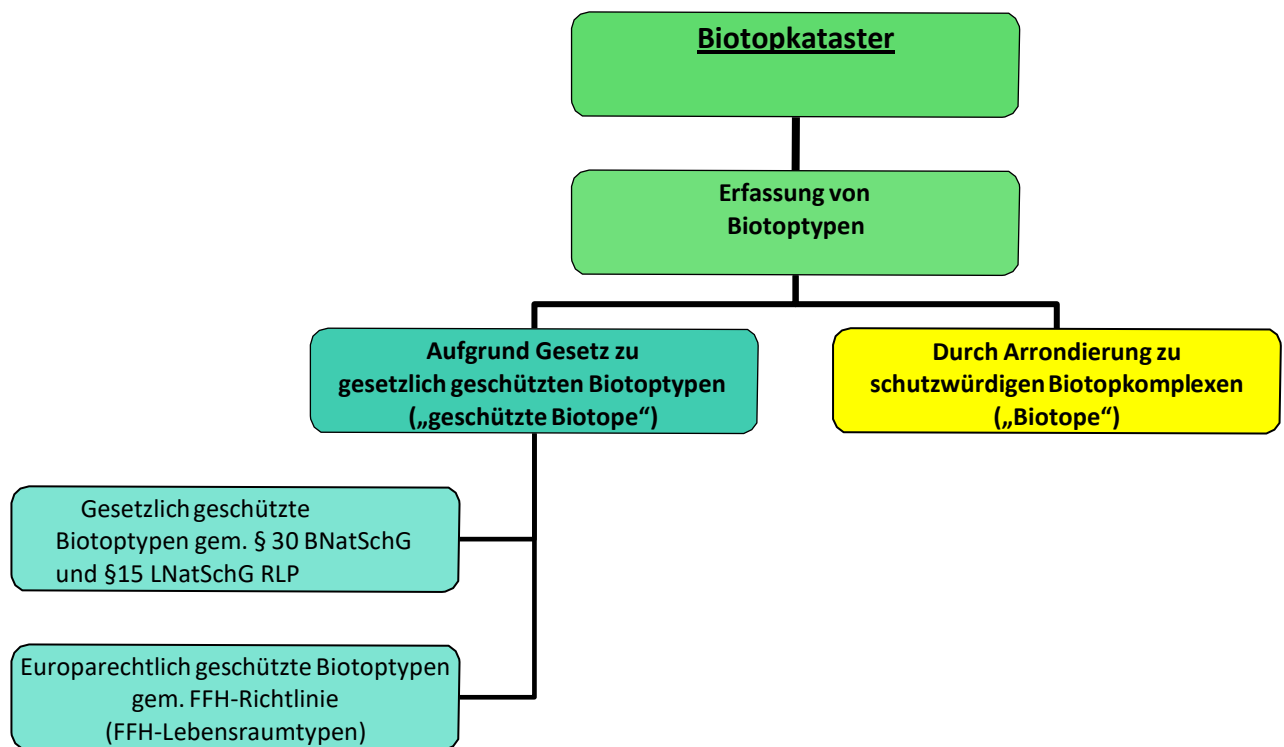 Biotopkataster
Erfassung von
Biotoptypen
Aufgrund Gesetz zu
gesetzlich geschützten Biotoptypen
(„geschützte Biotope“)
Durch Arrondierung zu
schutzwürdigen Biotopkomplexen
(„Biotope“)
Gesetzlich geschützte
Biotoptypen gem. § 30 BNatSchG
und §15 LNatSchG RLP
Europarechtlich geschützte Biotoptypen
gem. FFH-Richtlinie
(FFH-Lebensraumtypen)